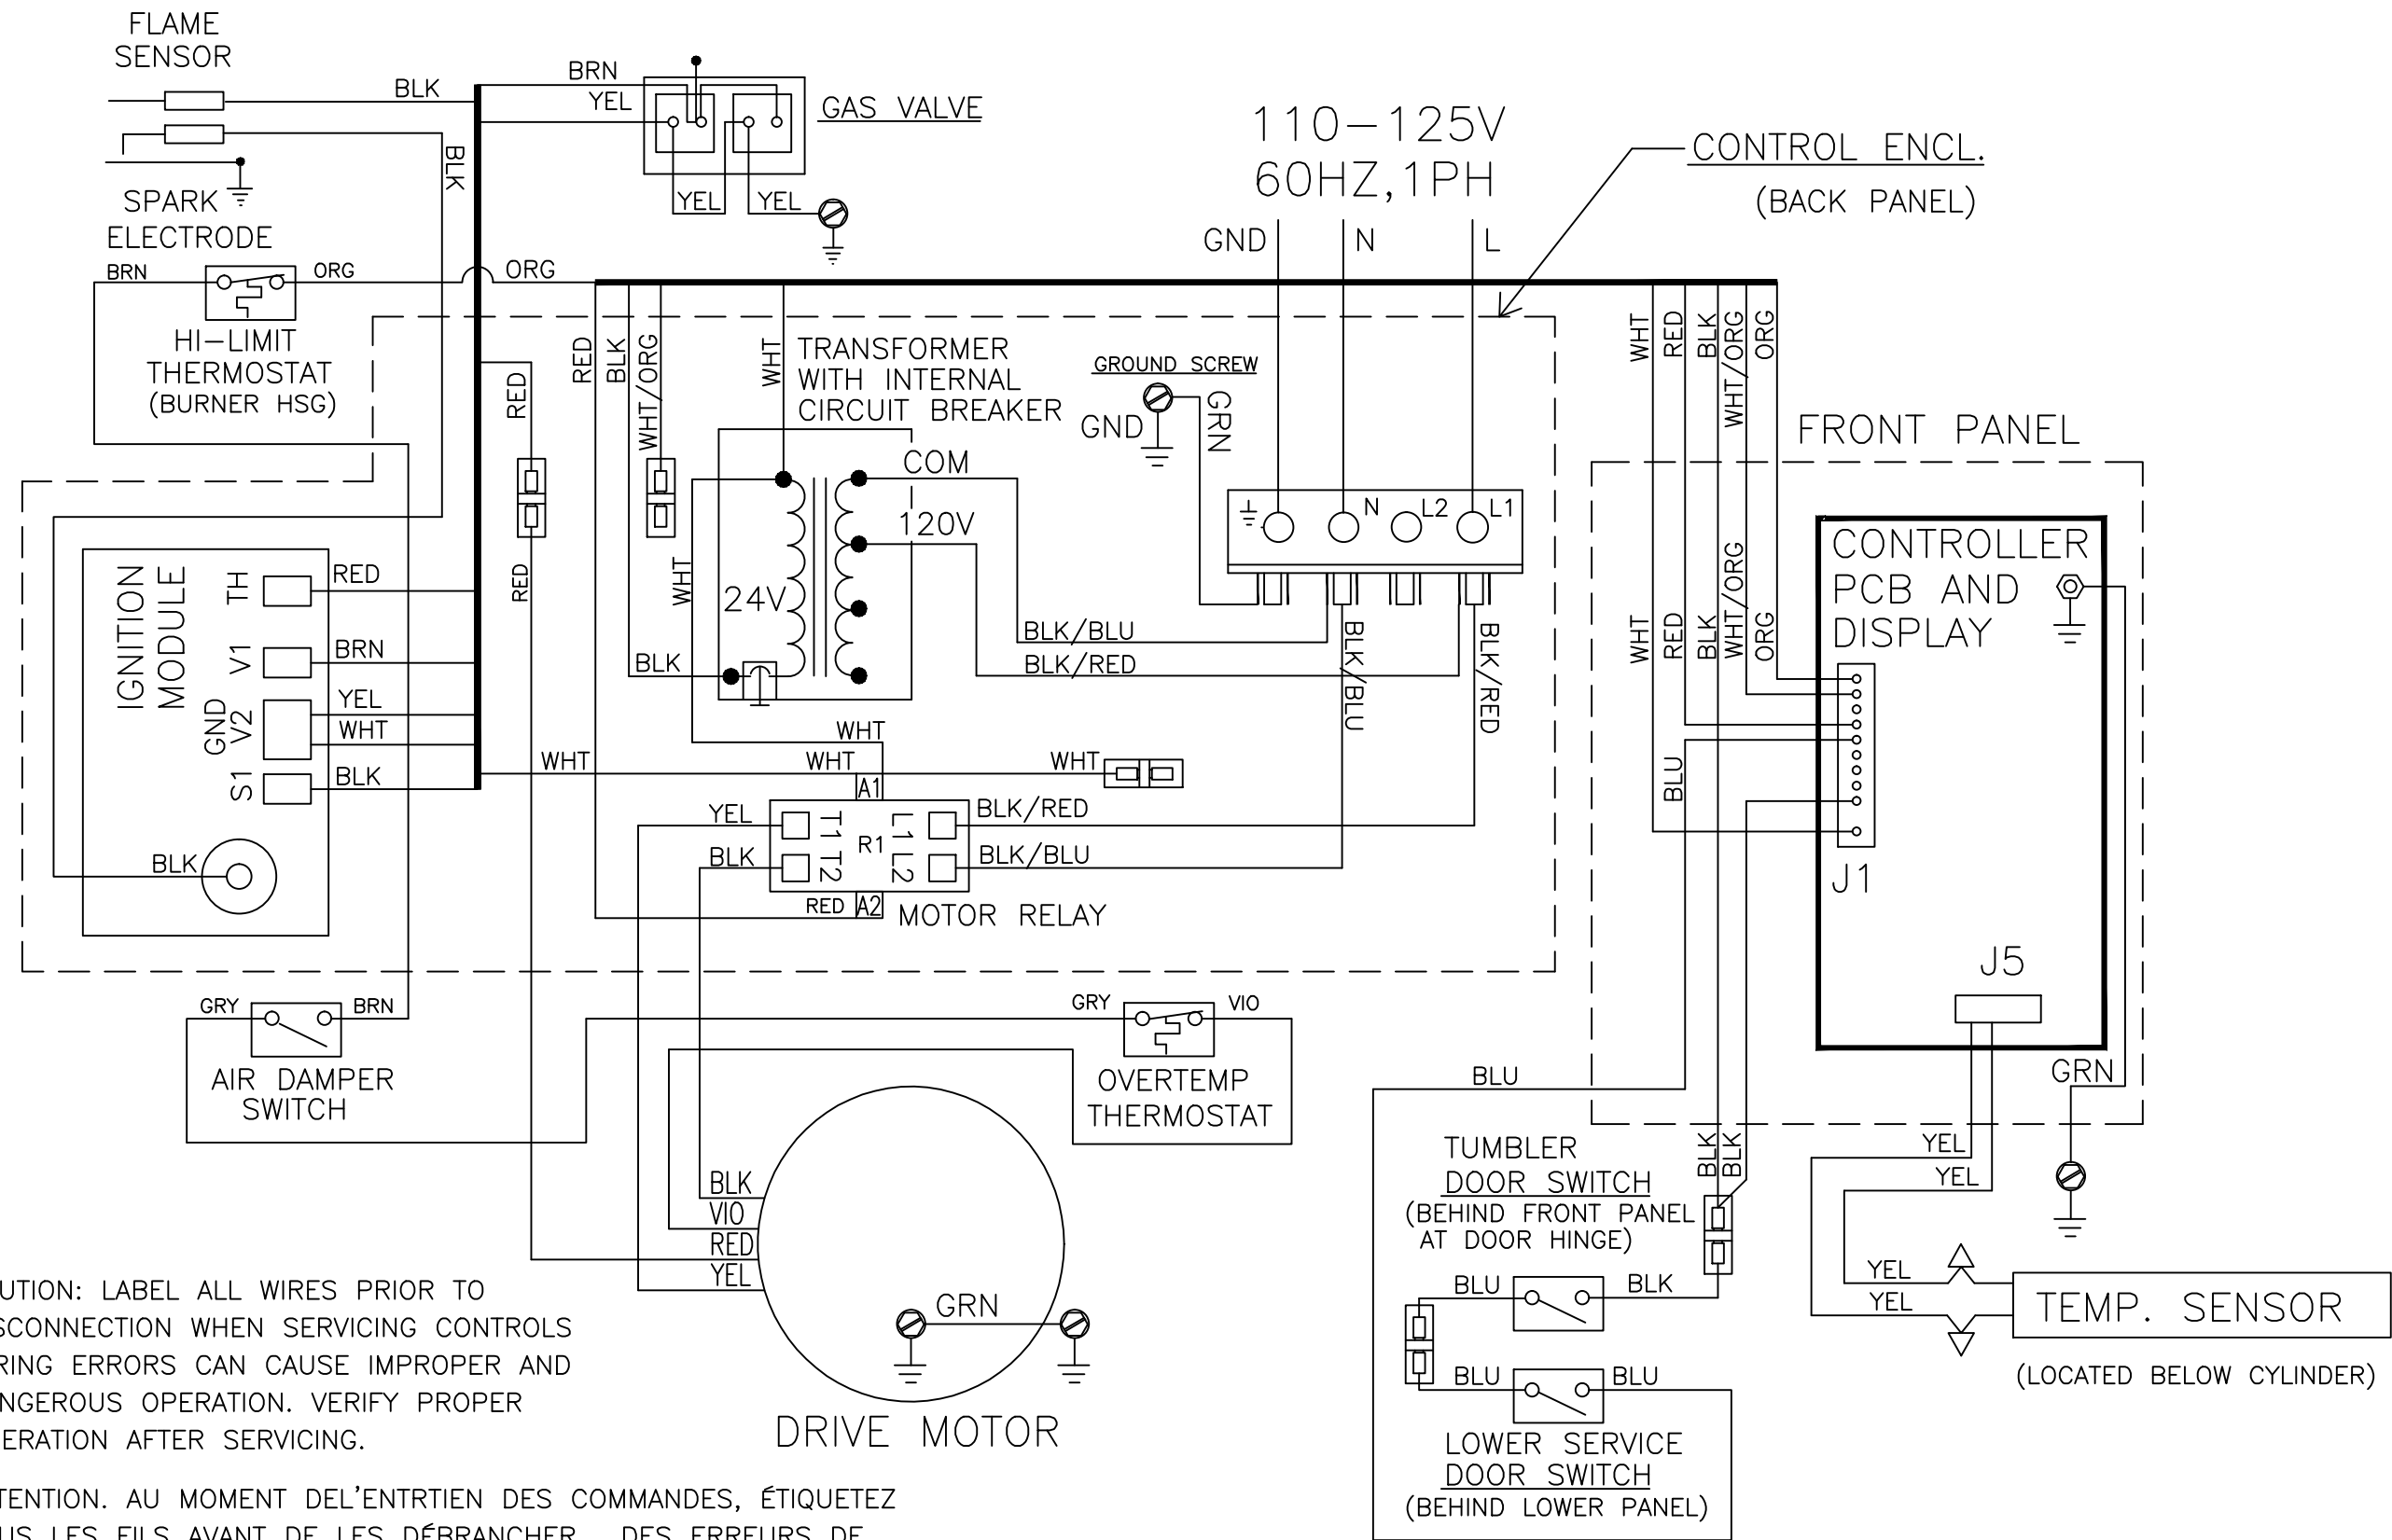 FLAME
SENSOR
BLK
BLK
SPARK
ELECTRODE
BRN
YEL
GAS VALVE
YEL
YEL
110-125V
60HZ,1PH
GND
N
L
CONTROL ENCL.
(BACK PANEL)
BRN
ORG
ORG
HI-LIMIT
THERMOSTAT
(BURNER HSG)
RED
RED
BLK
WHT/ORG
WHT
TRANSFORMER
WITH INTERNAL
CIRCUIT BREAKER
GROUND SCREW
GND
GRN
COM
120V
24V
WHT
RED
BLK
N
L2
L1
BLK/BLU
BLK/RED
BLK/BLU
BLK/RED
IGNITION
MODULE
TH
RED
V1
BRN
GND
V2
YEL
WHT
S1
BLK
BLK
WHT
WHT
WHT
WHT
A1
YEL
BLK
T1
T2
R1
L1
L2
BLK/RED
BLK/BLU
RED
A2
MOTOR RELAY
WHT
RED
BLK
WHT/ORG
ORG
FRONT PANEL
WHT
RED
BLK
WHT/ORG
ORG
BLU
CONTROLLER
PCB AND
DISPLAY
J1
J5
GRN
GRY
BRN
AIR DAMPER
SWITCH
GRY
VIO
OVERTEMP
THERMOSTAT
BLK
VIO
RED
YEL
GRN
DRIVE MOTOR
BLU
TUMBLER
DOOR SWITCH
(BEHIND FRONT PANEL
AT DOOR HINGE)
BLK
BLK
BLU
BLK
BLU
BLU
LOWER SERVICE
DOOR SWITCH
(BEHIND LOWER PANEL)
YEL
YEL
YEL
YEL
TEMP. SENSOR
(LOCATED BELOW CYLINDER)
UTION: LABEL ALL WIRES PRIOR TO
SCONNECTION WHEN SERVICING CONTROLS
RING ERRORS CAN CAUSE IMPROPER AND
NGEROUS OPERATION. VERIFY PROPER
ERATION AFTER SERVICING.
TENTION. AU MOMENT DEL'ENTRTIEN DES COMMANDES, ÉTIQUETEZ
US LES FILS AVANT DE LES DÉBRANCHER. DES ERREURS DE